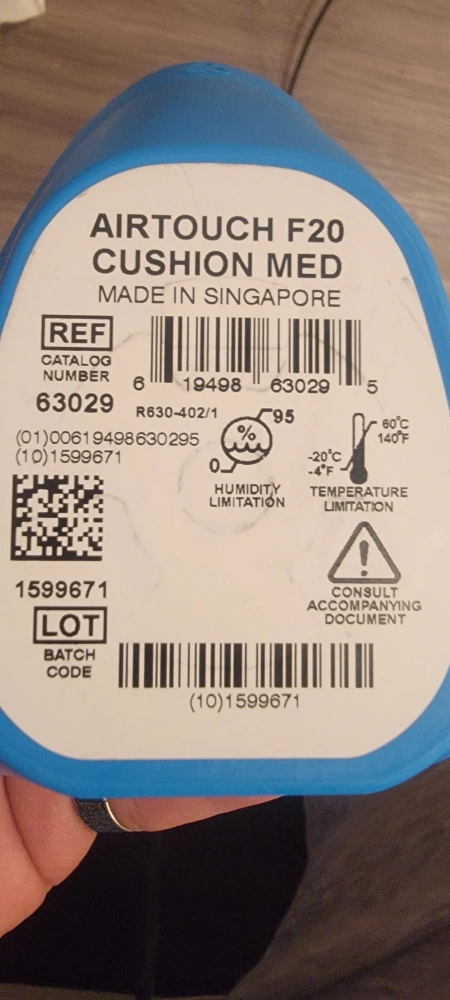 AIRTOUCH F20
CUSHION MED
MADE IN SINGAPORE
REF
CATALOG
NUMBER
63029
6 19498 63029 5
R630-402/1
(01)00619498630295
(10)1599671
%
95
0
HUMIDITY
LIMITATION
60°C
140°F
-20°C
-4°F
TEMPERATURE
LIMITATION
!
CONSULT
ACCOMPANYING
DOCUMENT
1599671
LOT
BATCH
CODE
(10)1599671